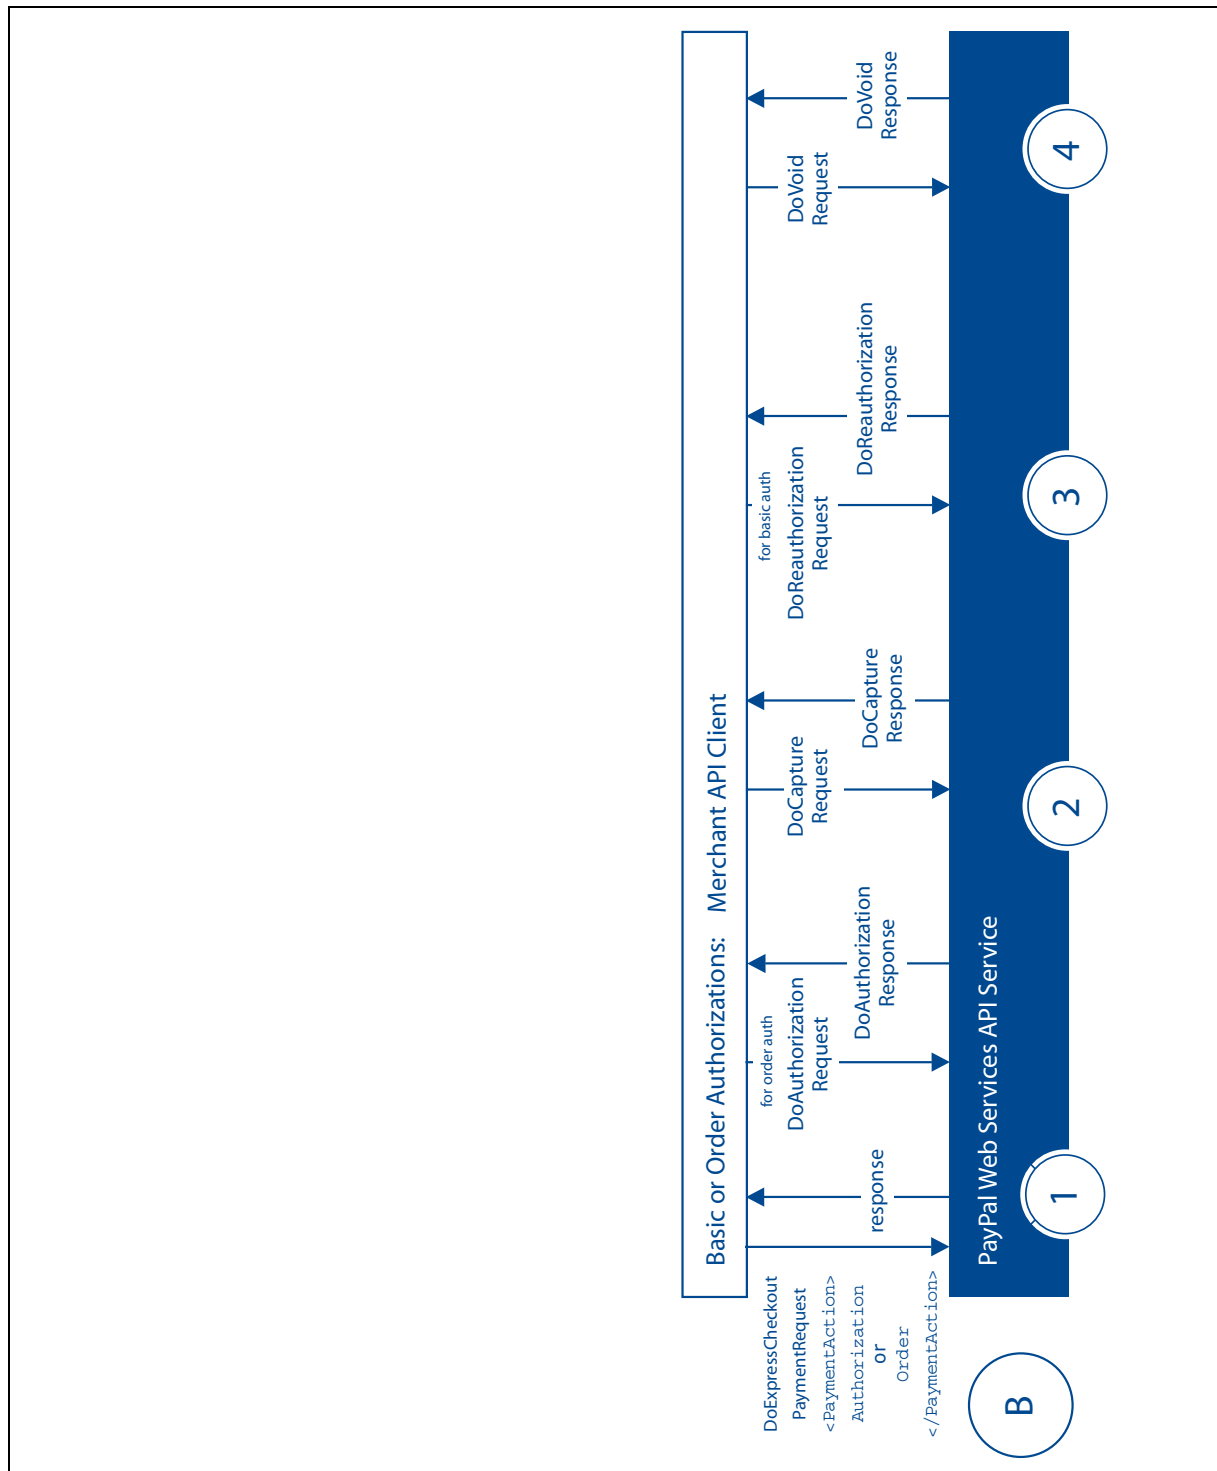 Basic or Order Authorizations: Merchant API Client
DoExpressCheckout
PaymentRequest
<PaymentAction>
Authorization
or
Order
</PaymentAction>
response
for order auth
DoAuthorization
Request
DoAuthorization
Response
DoCapture
Request
DoCapture
Response
for basic auth
DoReauthorization
Request
DoReauthorization
Response
DoVoid
Request
DoVoid
Response
PayPal Web Services API Service
B
1
2
3
4